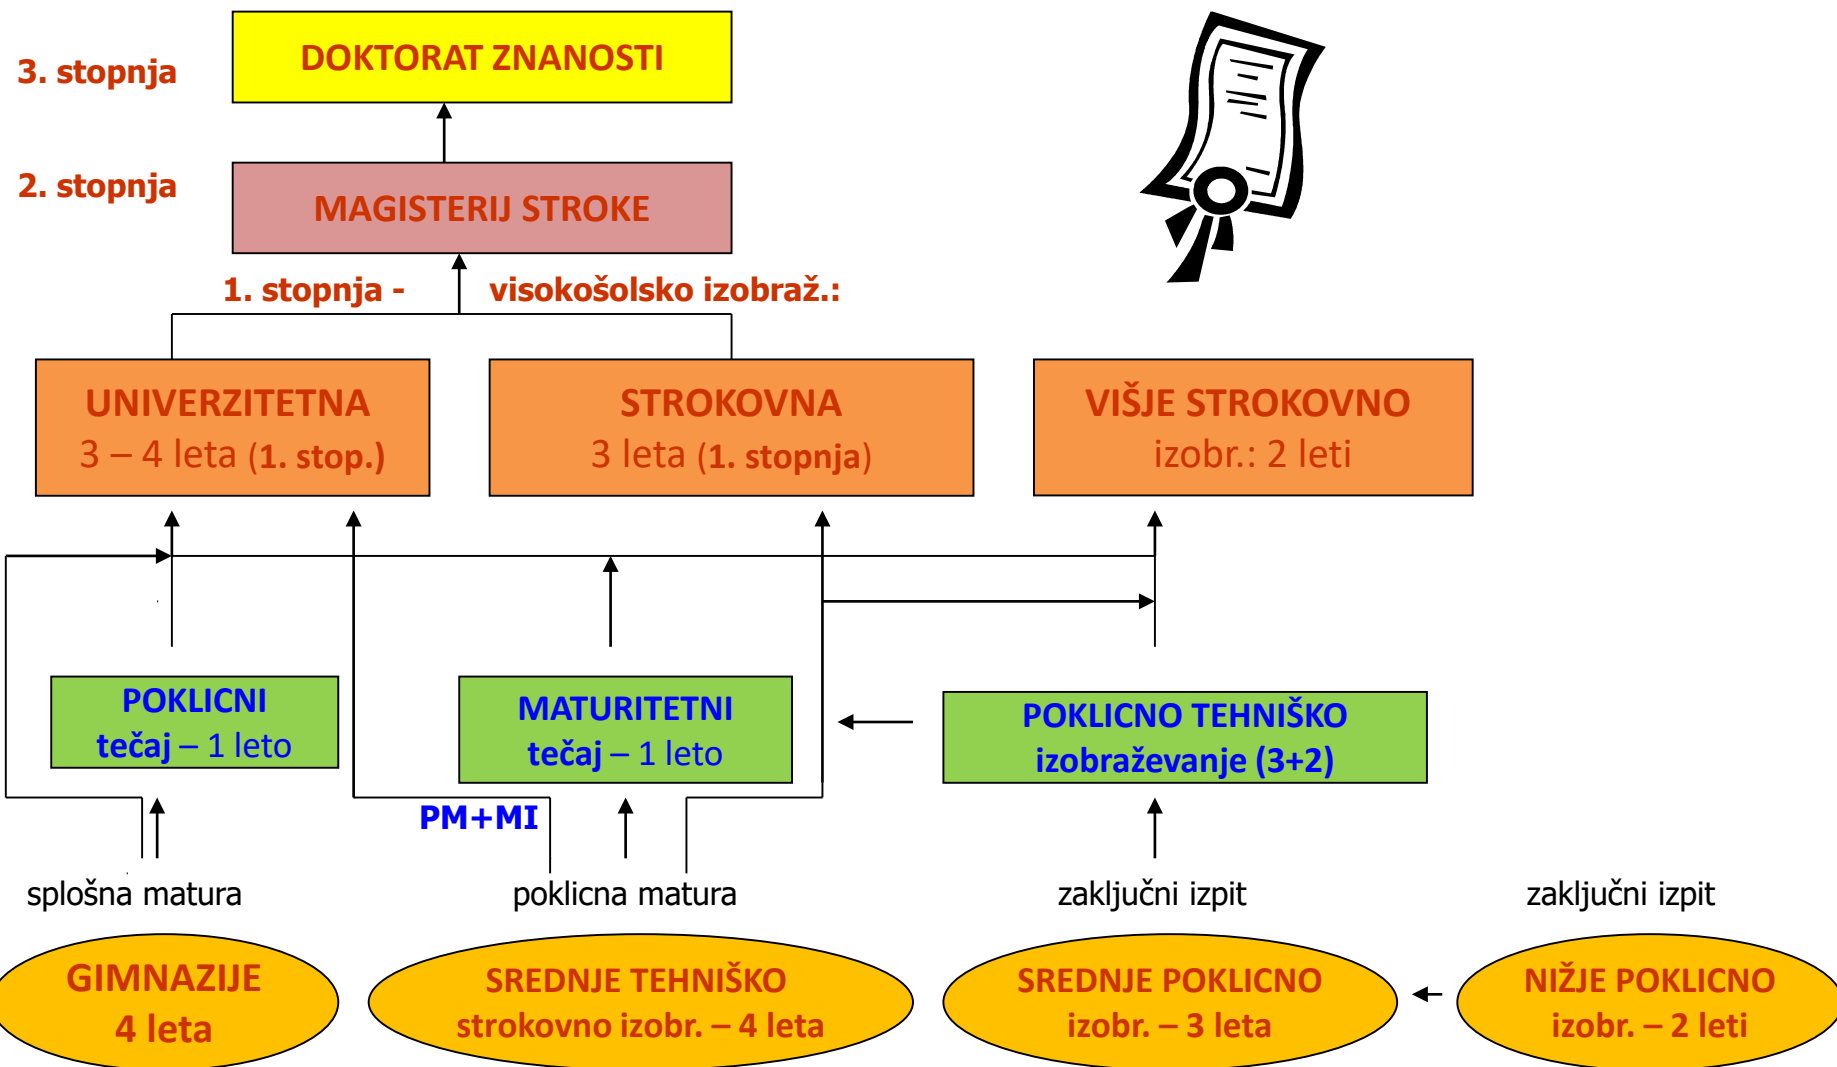 3. stopnja
DOKTORAT ZNANOSTI
2. stopnja
MAGISTERIJ STROKE
1. stopnja - visokošolsko izobraž.:
UNIVERZITETNA
3 – 4 leta (1. stop.)
STROKOVNA
3 leta (1. stopnja)
VIŠJE STROKOVNO
izobr.: 2 leti
POKLICNI
tečaj – 1 leto
MATURITETNI
tečaj – 1 leto
POKLICNO TEHNIŠKO
izobraževanje (3+2)
PM+MI
splošna matura
poklicna matura
zaključni izpit
zaključni izpit
GIMNAZIJE
4 leta
SREDNJE TEHNIŠKO
strokovno izobr. – 4 leta
SREDNJE POKLICNO
izobr. – 3 leta
NIŽJE POKLICNO
izobr. – 2 leti